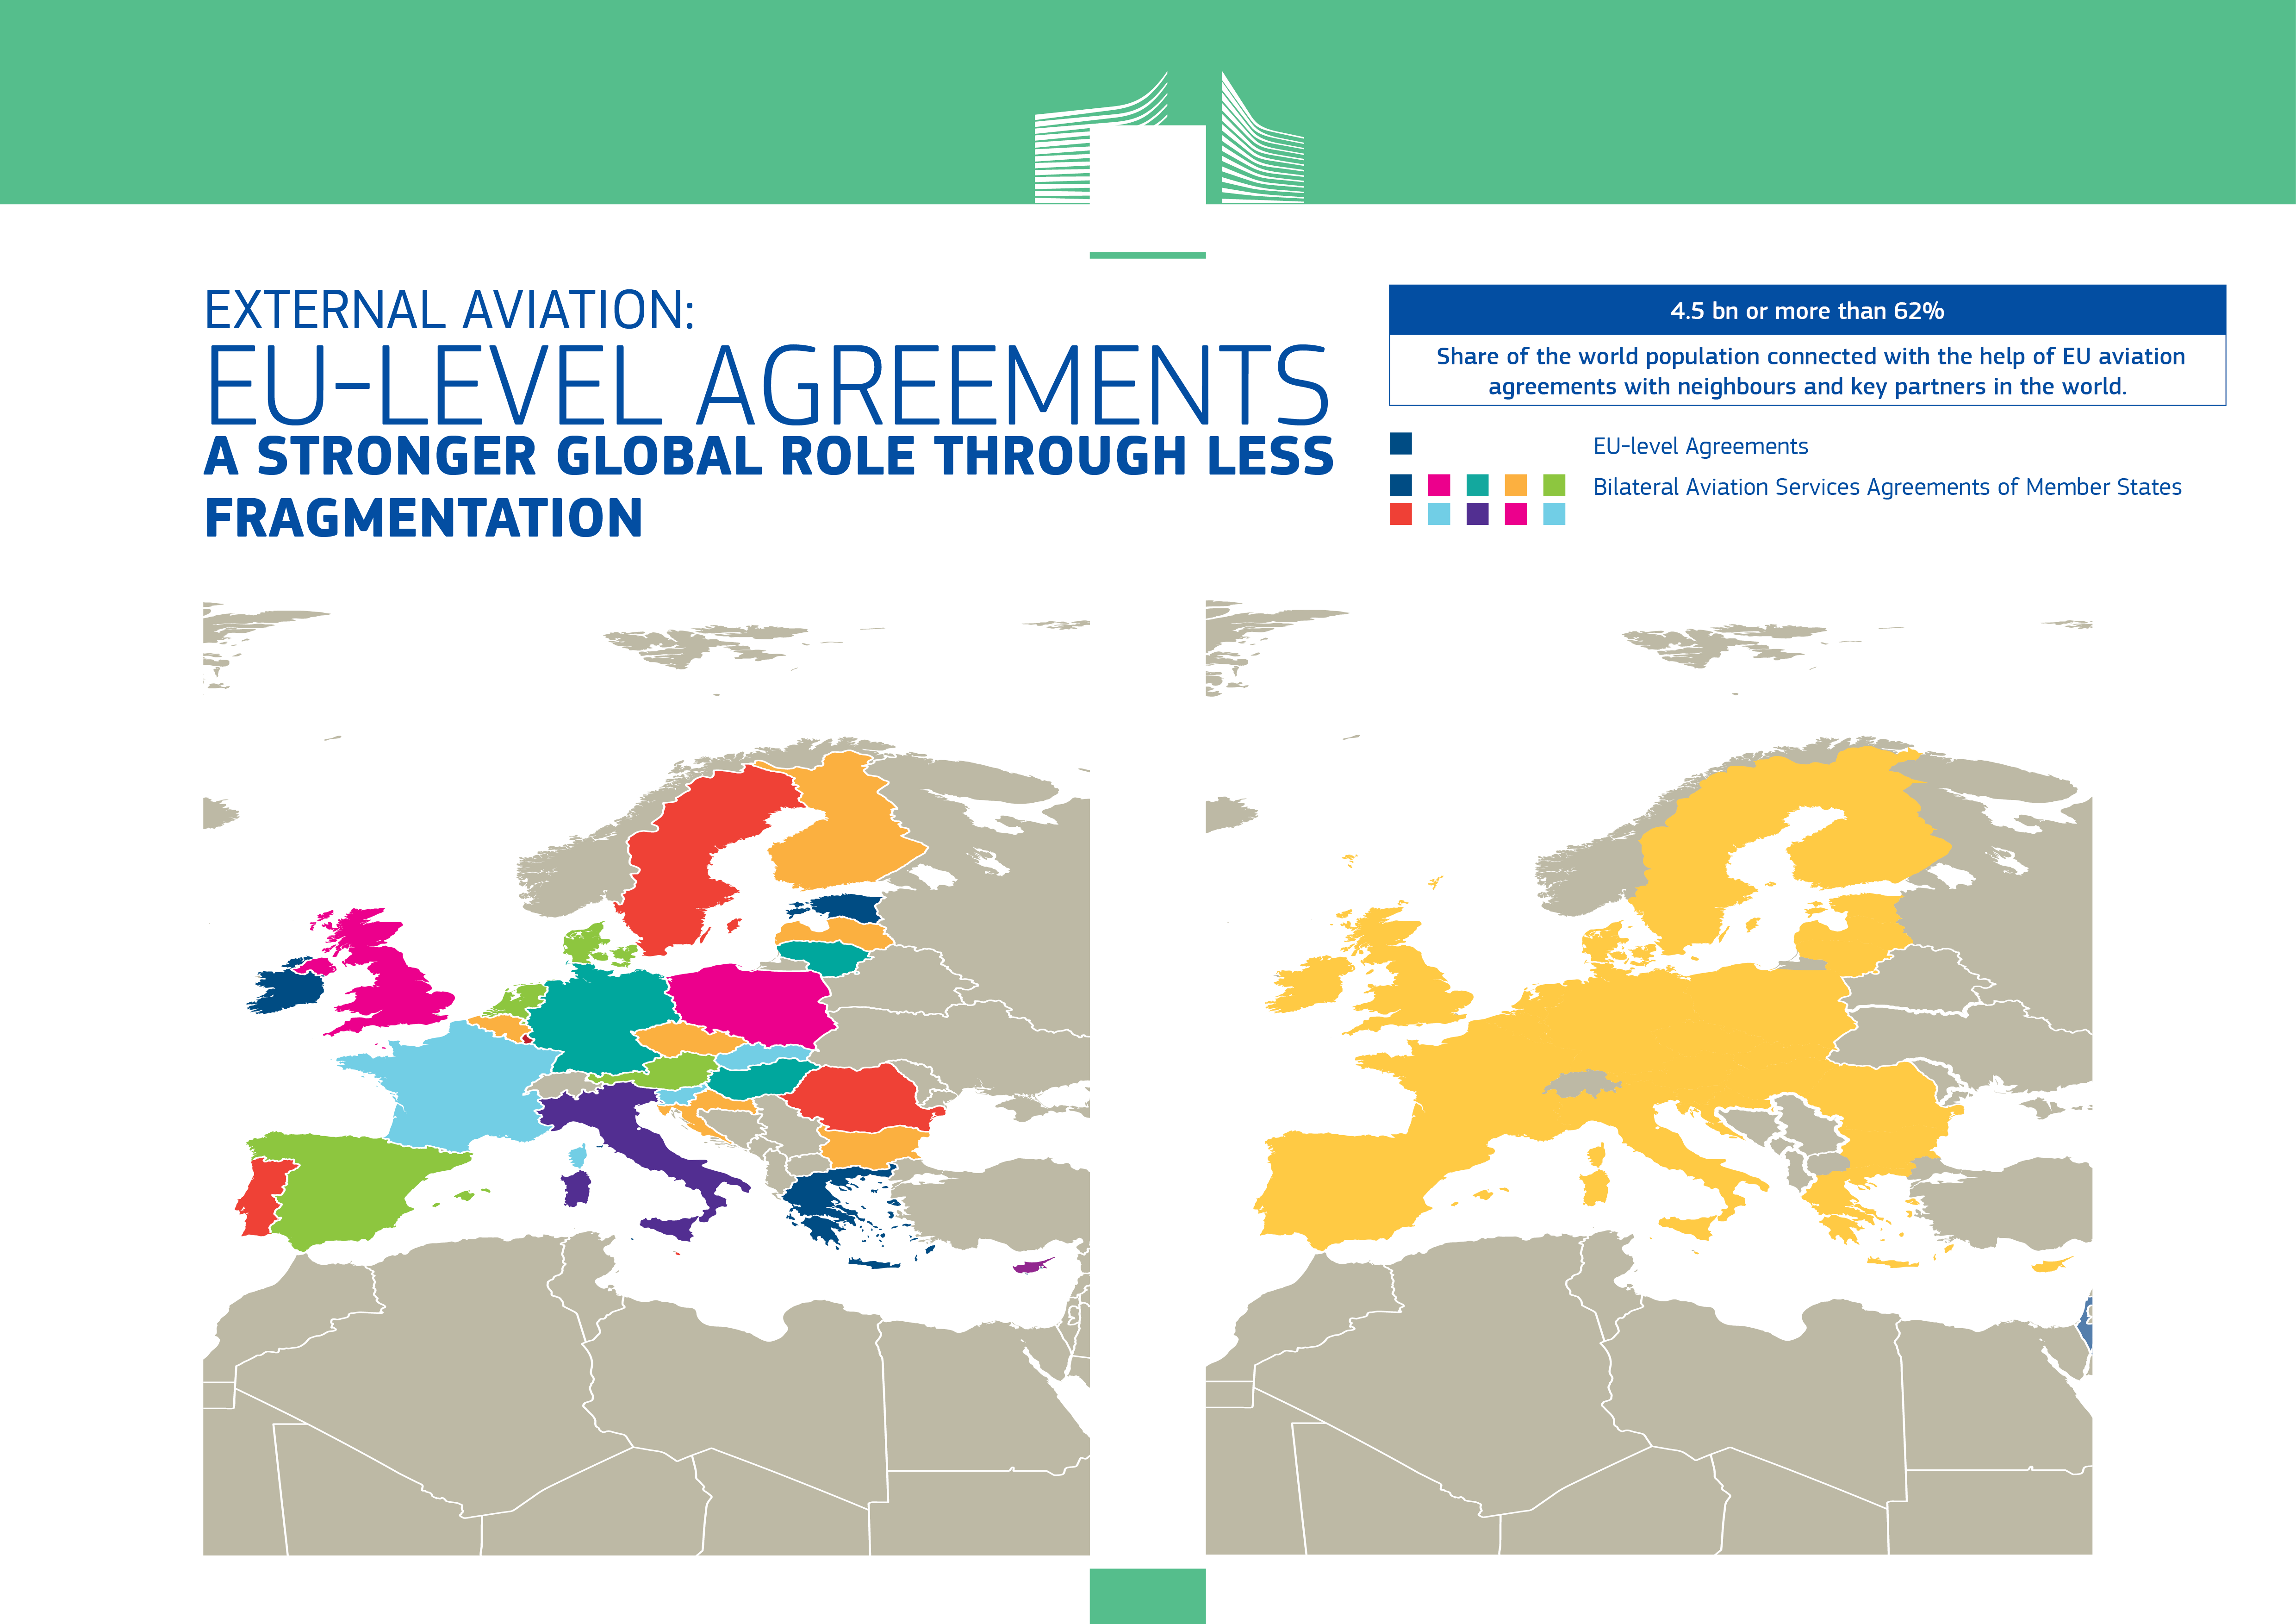 EXTERNAL AVIATION:
EU-LEVEL AGREEMENTS
A STRONGER GLOBAL ROLE THROUGH LESS
FRAGMENTATION
4.5 bn or more than 62%
Share of the world population connected with the help of EU aviation
agreements with neighbours and key partners in the world.
EU-level Agreements
Bilateral Aviation Services Agreements of Member States